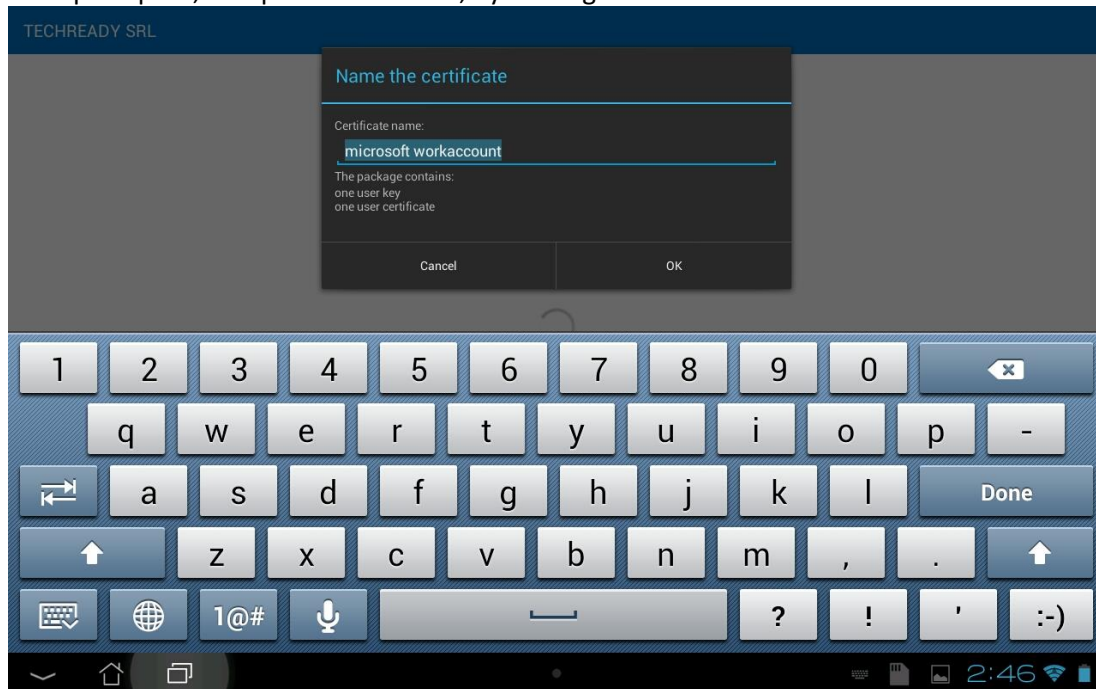 TECHREADY SRL
Name the certificate
Certificate name:
microsoft workaccount
The package contains:
one user key
one user certificate
Cancel OK
1 2 3 4 5 6 7 8 9 0
q w e r t y u i o p -
a s d f g h j k l Done
z x c v b n m , .
1@# ? ! ' :-)
2:46